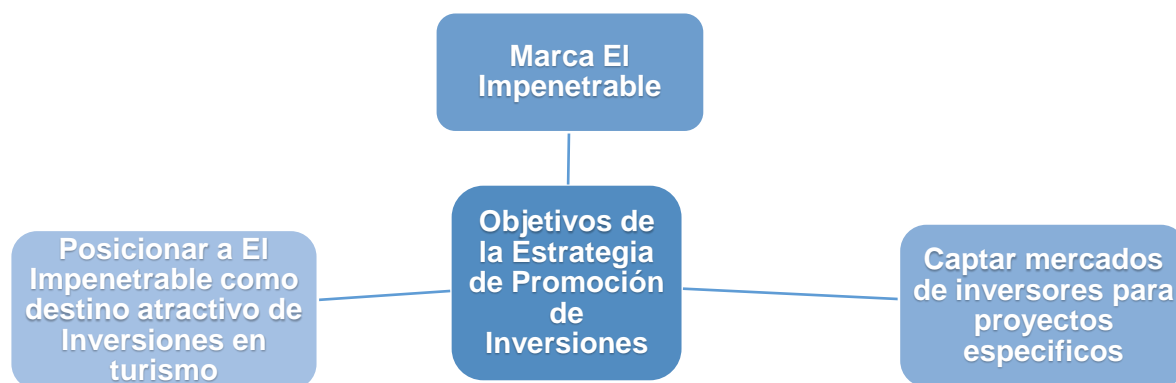 Marca El
Impenetrable
Objetivos de
la Estrategia
de Promoción
de
Inversiones
Posicionar a El
Impenetrable como
destino atractivo de
Inversiones en
turismo
Captar mercados
de inversores para
proyectos
especificos